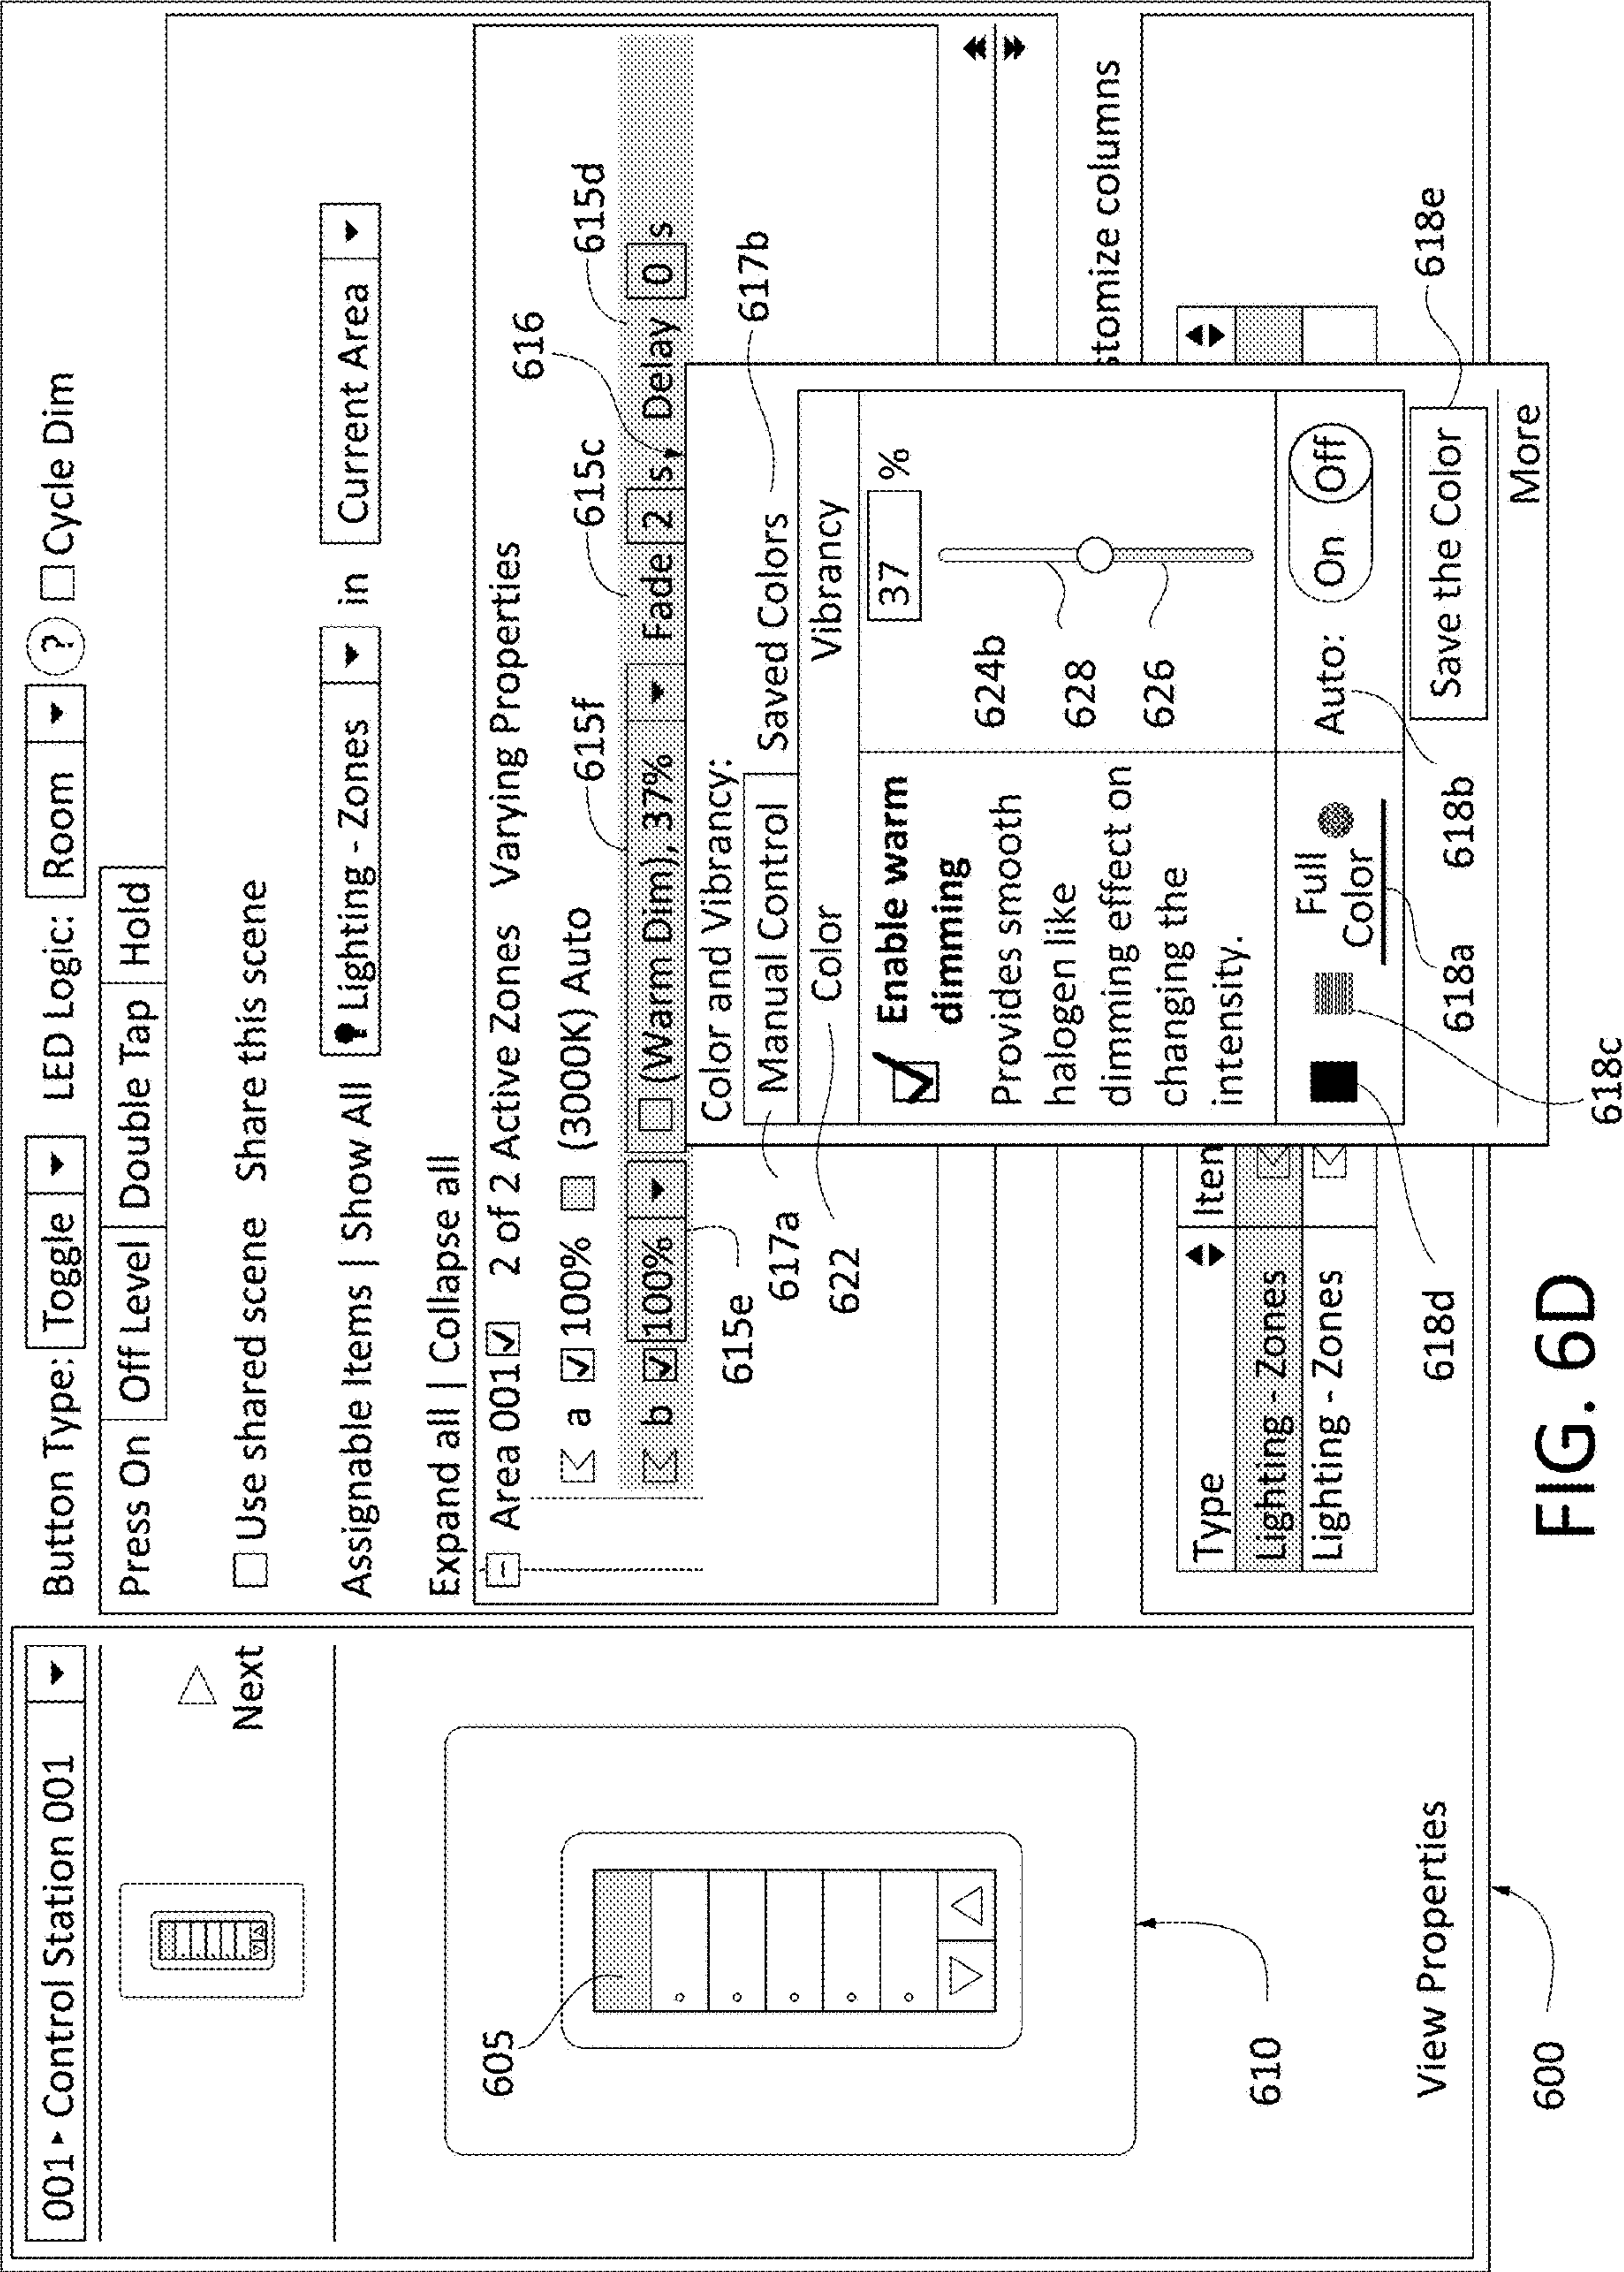 001 ▸ Control Station 001 ▼
Next
605
610
View Properties
600
Button Type: Toggle ▼ LED Logic: Room ▼ ? ☐ Cycle Dim
Press On Off Level Double Tap Hold
☐ Use shared scene Share this scene
Assignable Items | Show All Lighting - Zones ▼ in Current Area ▼
Expand all | Collapse all
Area 001 ☑ 2 of 2 Active Zones Varying Properties
616
a ☑ 100% (3000K) Auto
615f
615c
615d
b ☑ 100% ▼ ☐ (Warm Dim), 37% ▼ Fade 2 s, Delay 0 s
615e
617a
622
Color and Vibrancy:
Manual Control Saved Colors
617b
Color Vibrancy
☑ Enable warm
dimming
Provides smooth
halogen like
dimming effect on
changing the
intensity.
37 %
624b
628
626
Full
Color
Auto: On Off
618a
618b
Save the Color
618e
More
618c
618d
stomize columns
Type Iten
Lighting - Zones
Lighting - Zones
FIG. 6D